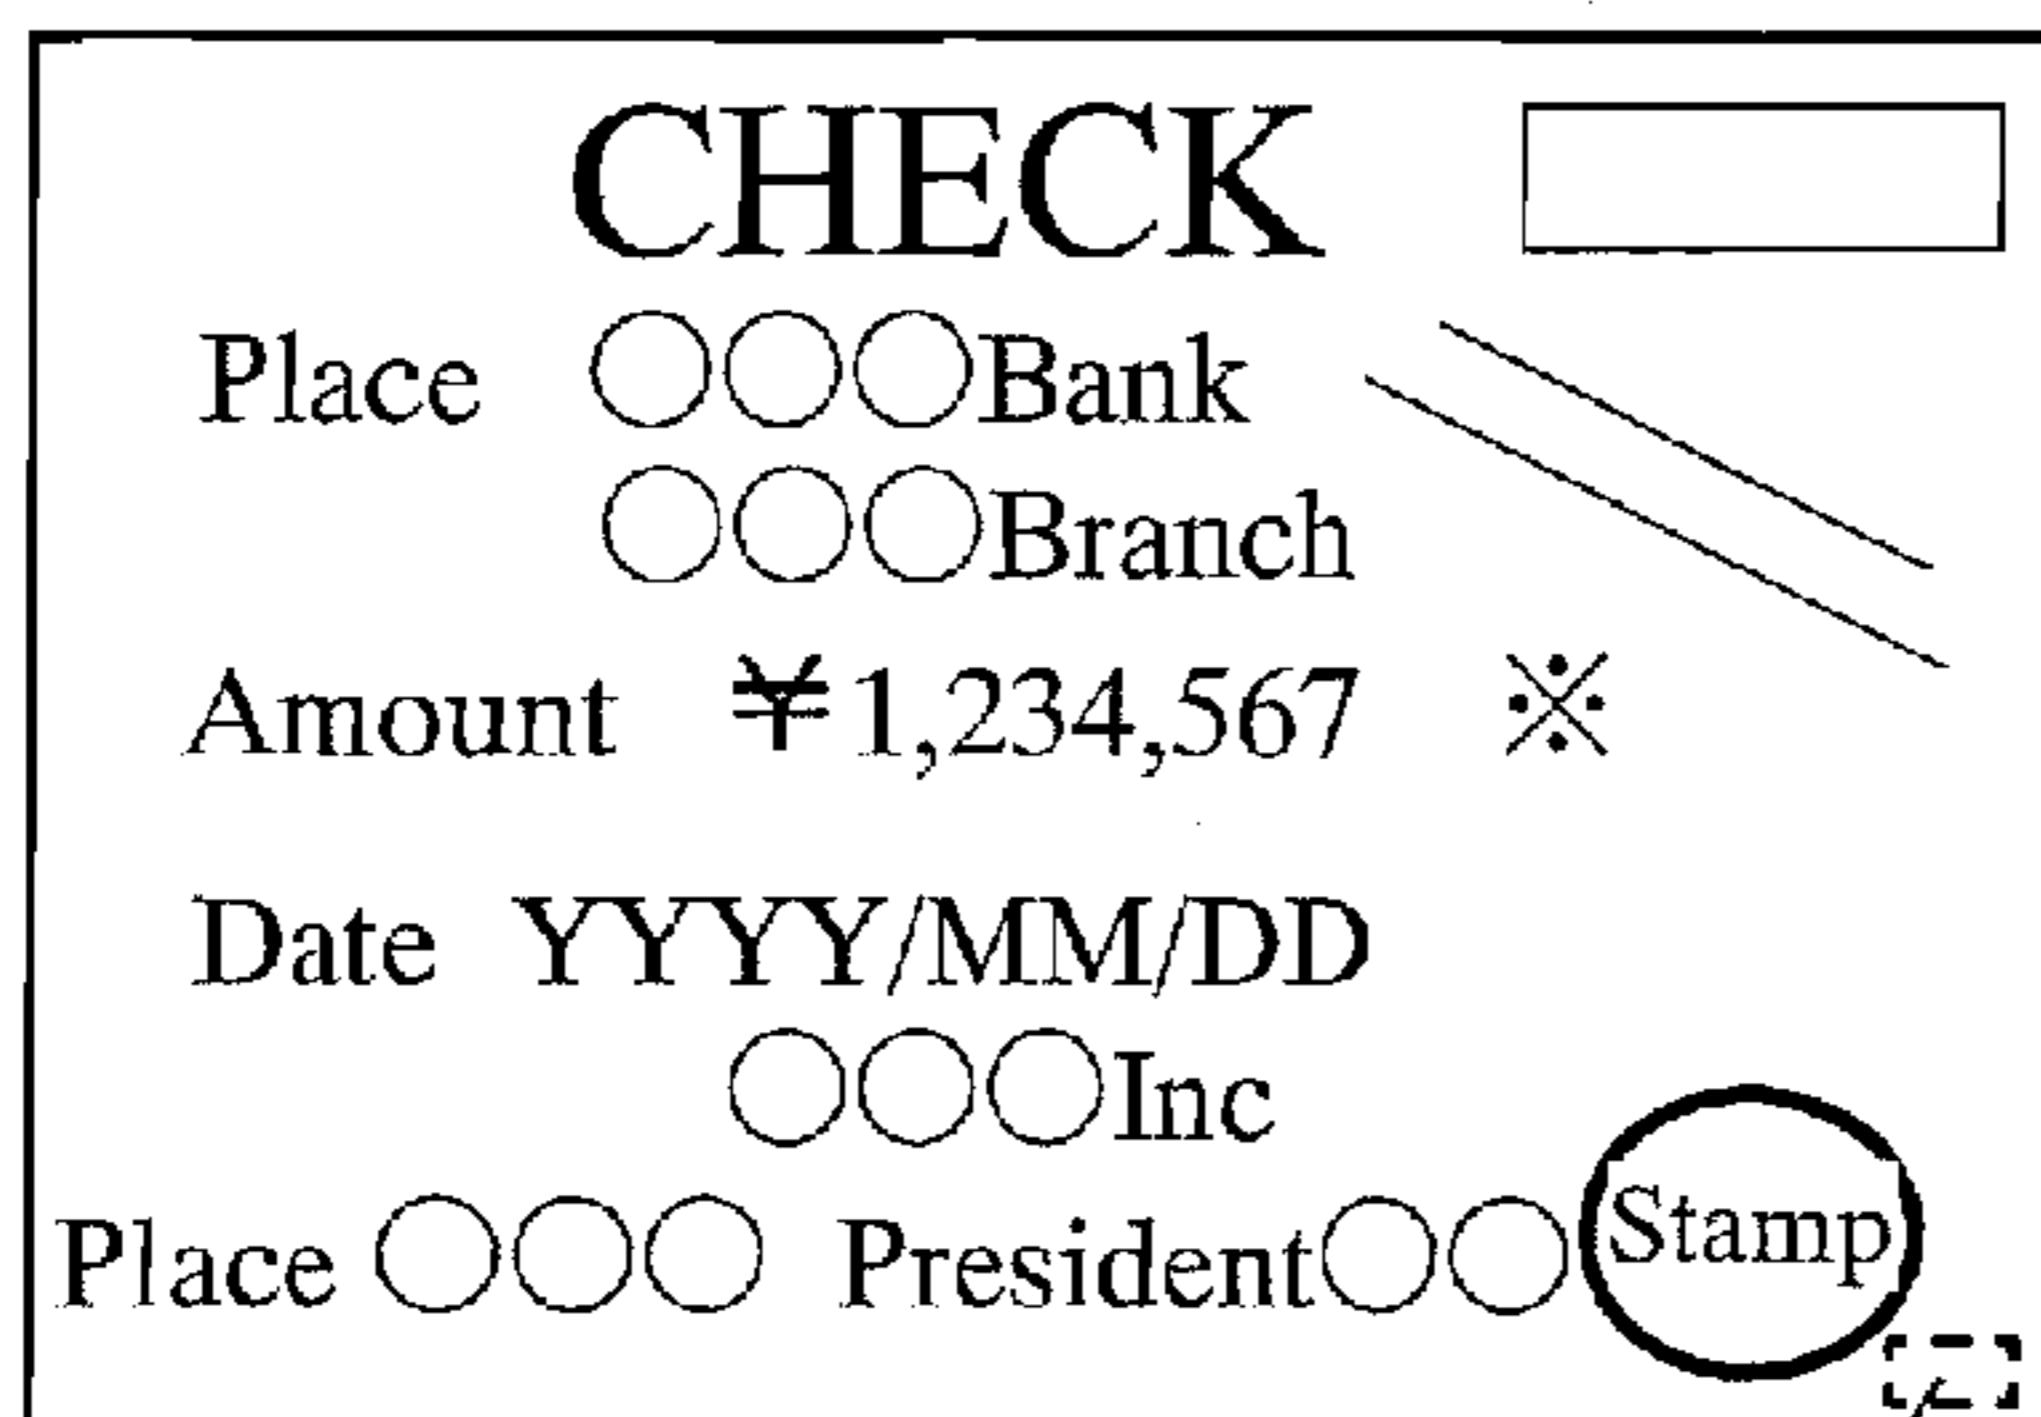 CHECK
Place ○○○Bank
○○○Branch
Amount ¥1,234,567 ※
Date YYYY/MM/DD
○○○Inc
Place ○○○ President○○ Stamp